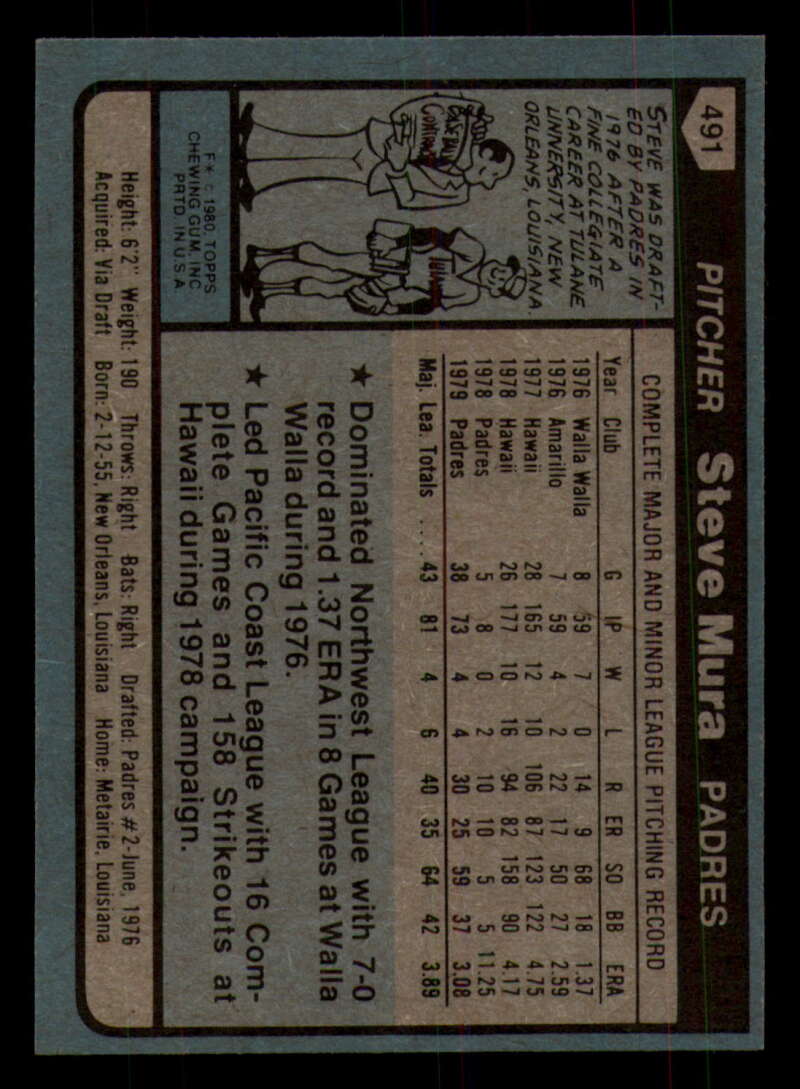 491
PITCHER Steve Mura PADRES
STEVE WAS DRAFT-
ED BY PADRES IN
1976 AFTER A
FINE COLLEGIATE
CAREER AT TULANE
UNIVERSITY, NEW
ORLEANS, LOUISIANA.
BASEBALL
CONTRACT
F* © 1980, TOPPS
CHEWING GUM, INC.
PRTD. IN U.S.A.
COMPLETE MAJOR AND MINOR LEAGUE PITCHING RECORD
Year Club G IP W L R ER SO BB ERA
1976 Walla Walla 8 59 7 0 14 9 68 18 1.37
1976 Amarillo 7 59 4 2 22 17 50 27 2.59
1977 Hawaii 28 165 12 10 106 87 123 122 4.75
1978 Hawaii 26 177 10 16 94 82 158 90 4.17
1978 Padres 5 8 0 2 10 10 5 5 11.25
1979 Padres 38 73 4 4 30 25 59 37 3.08
Maj. Lea. Totals ..... 43 81 4 6 40 35 64 42 3.89
★ Dominated Northwest League with 7-0
record and 1.37 ERA in 8 Games at Walla
Walla during 1976.
★ Led Pacific Coast League with 16 Com-
plete Games and 158 Strikeouts at
Hawaii during 1978 campaign.
Height: 6'2" Weight: 190 Throws: Right Bats: Right Drafted: Padres #2-June, 1976
Acquired: Via Draft Born: 2-12-55, New Orleans, Louisiana Home: Metairie, Louisiana